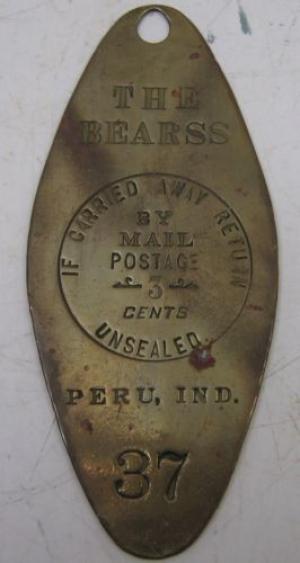 THE
BEARSS
IF CARRIED AWAY RETURN
BY
MAIL
POSTAGE
3
CENTS
UNSEALED
PERU, IND.
37